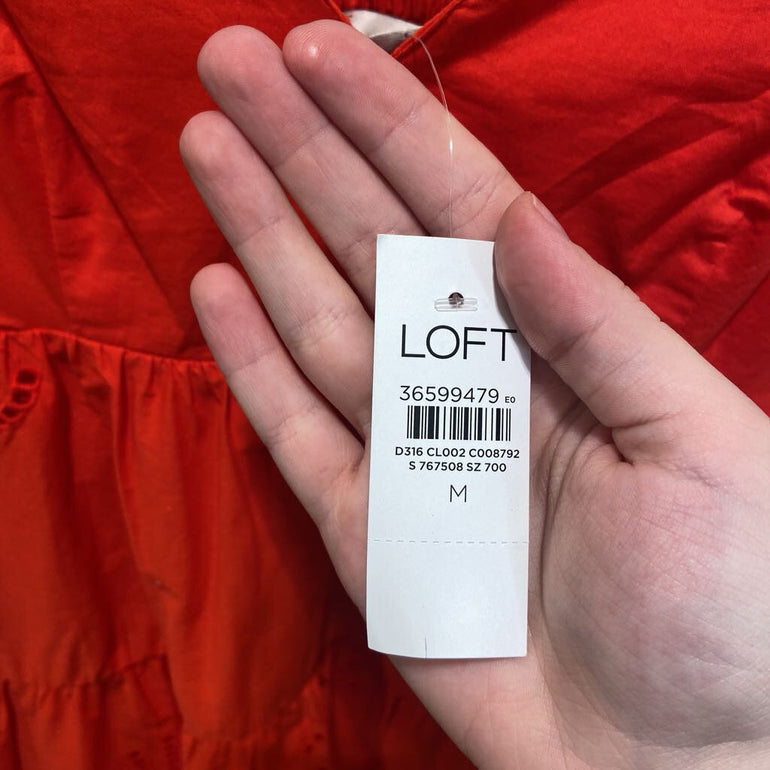 LOFT
36599479 E0
D316 CL002 C008792
S 767508 SZ 700
M